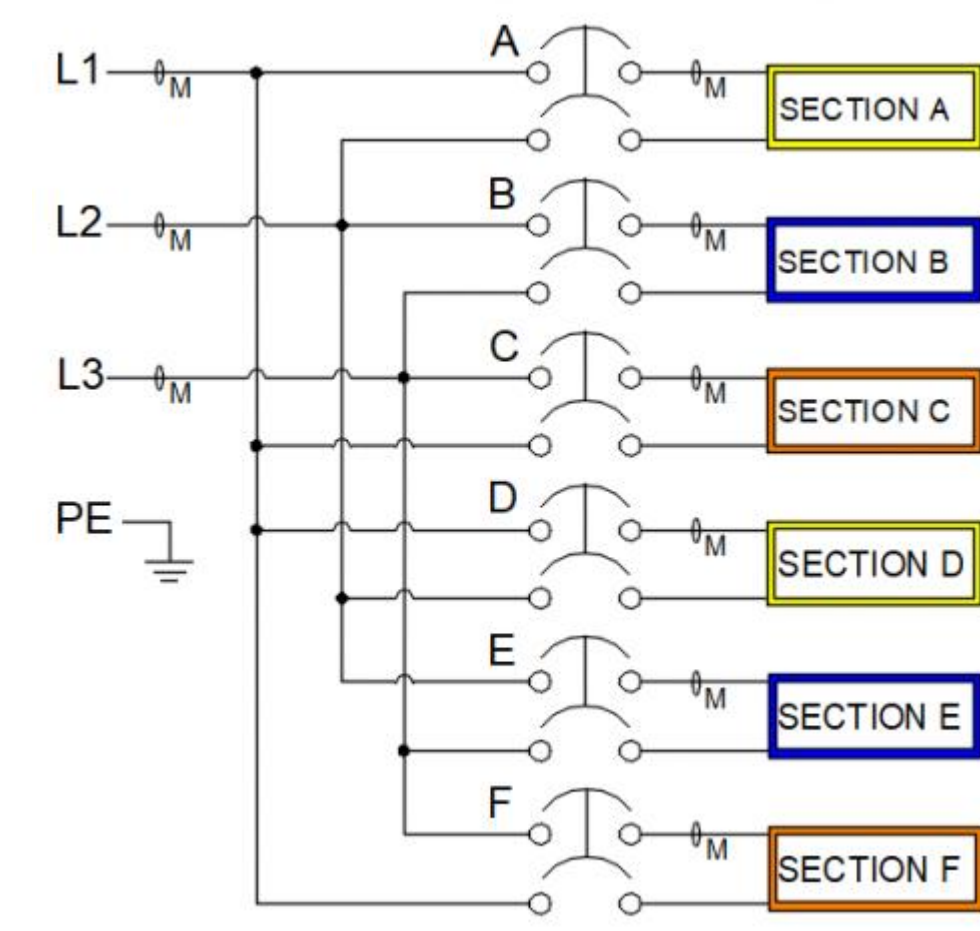 A
L1
M
M
SECTION A
B
L2
M
M
SECTION B
C
L3
M
M
SECTION C
D
PE
M
SECTION D
E
M
SECTION E
F
M
SECTION F